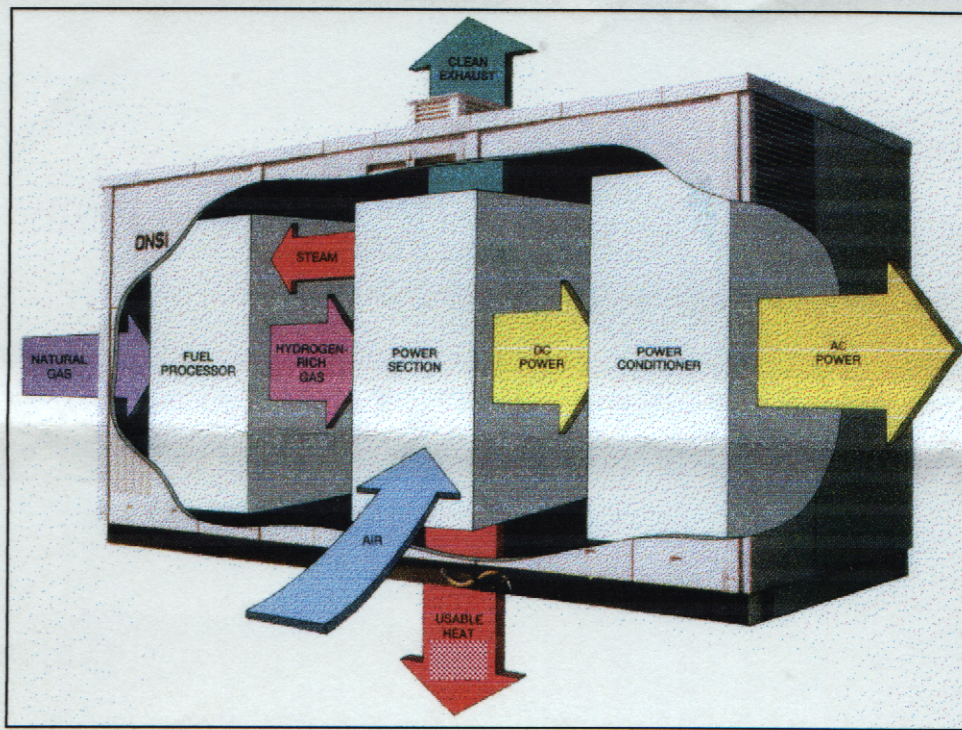 CLEAN
EXHAUST
ONSI
STEAM
NATURAL
GAS
FUEL
PROCESSOR
HYDROGEN-
RICH
GAS
POWER
SECTION
DC
POWER
POWER
CONDITIONER
AC
POWER
AIR
USABLE
HEAT